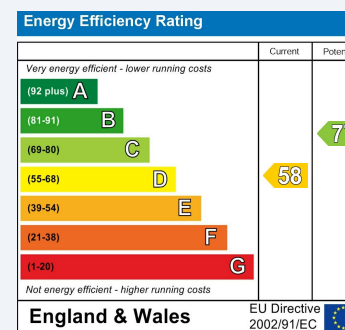 Energy Efficiency Rating
Current
Very energy efficient - lower running costs
(92 plus) A
(81-91) B
(69-80) C
(55-68) D
58
(39-54) E
(21-38) F
(1-20) G
Not energy efficient - higher running costs
England & Wales
EU Directive
2002/91/EC